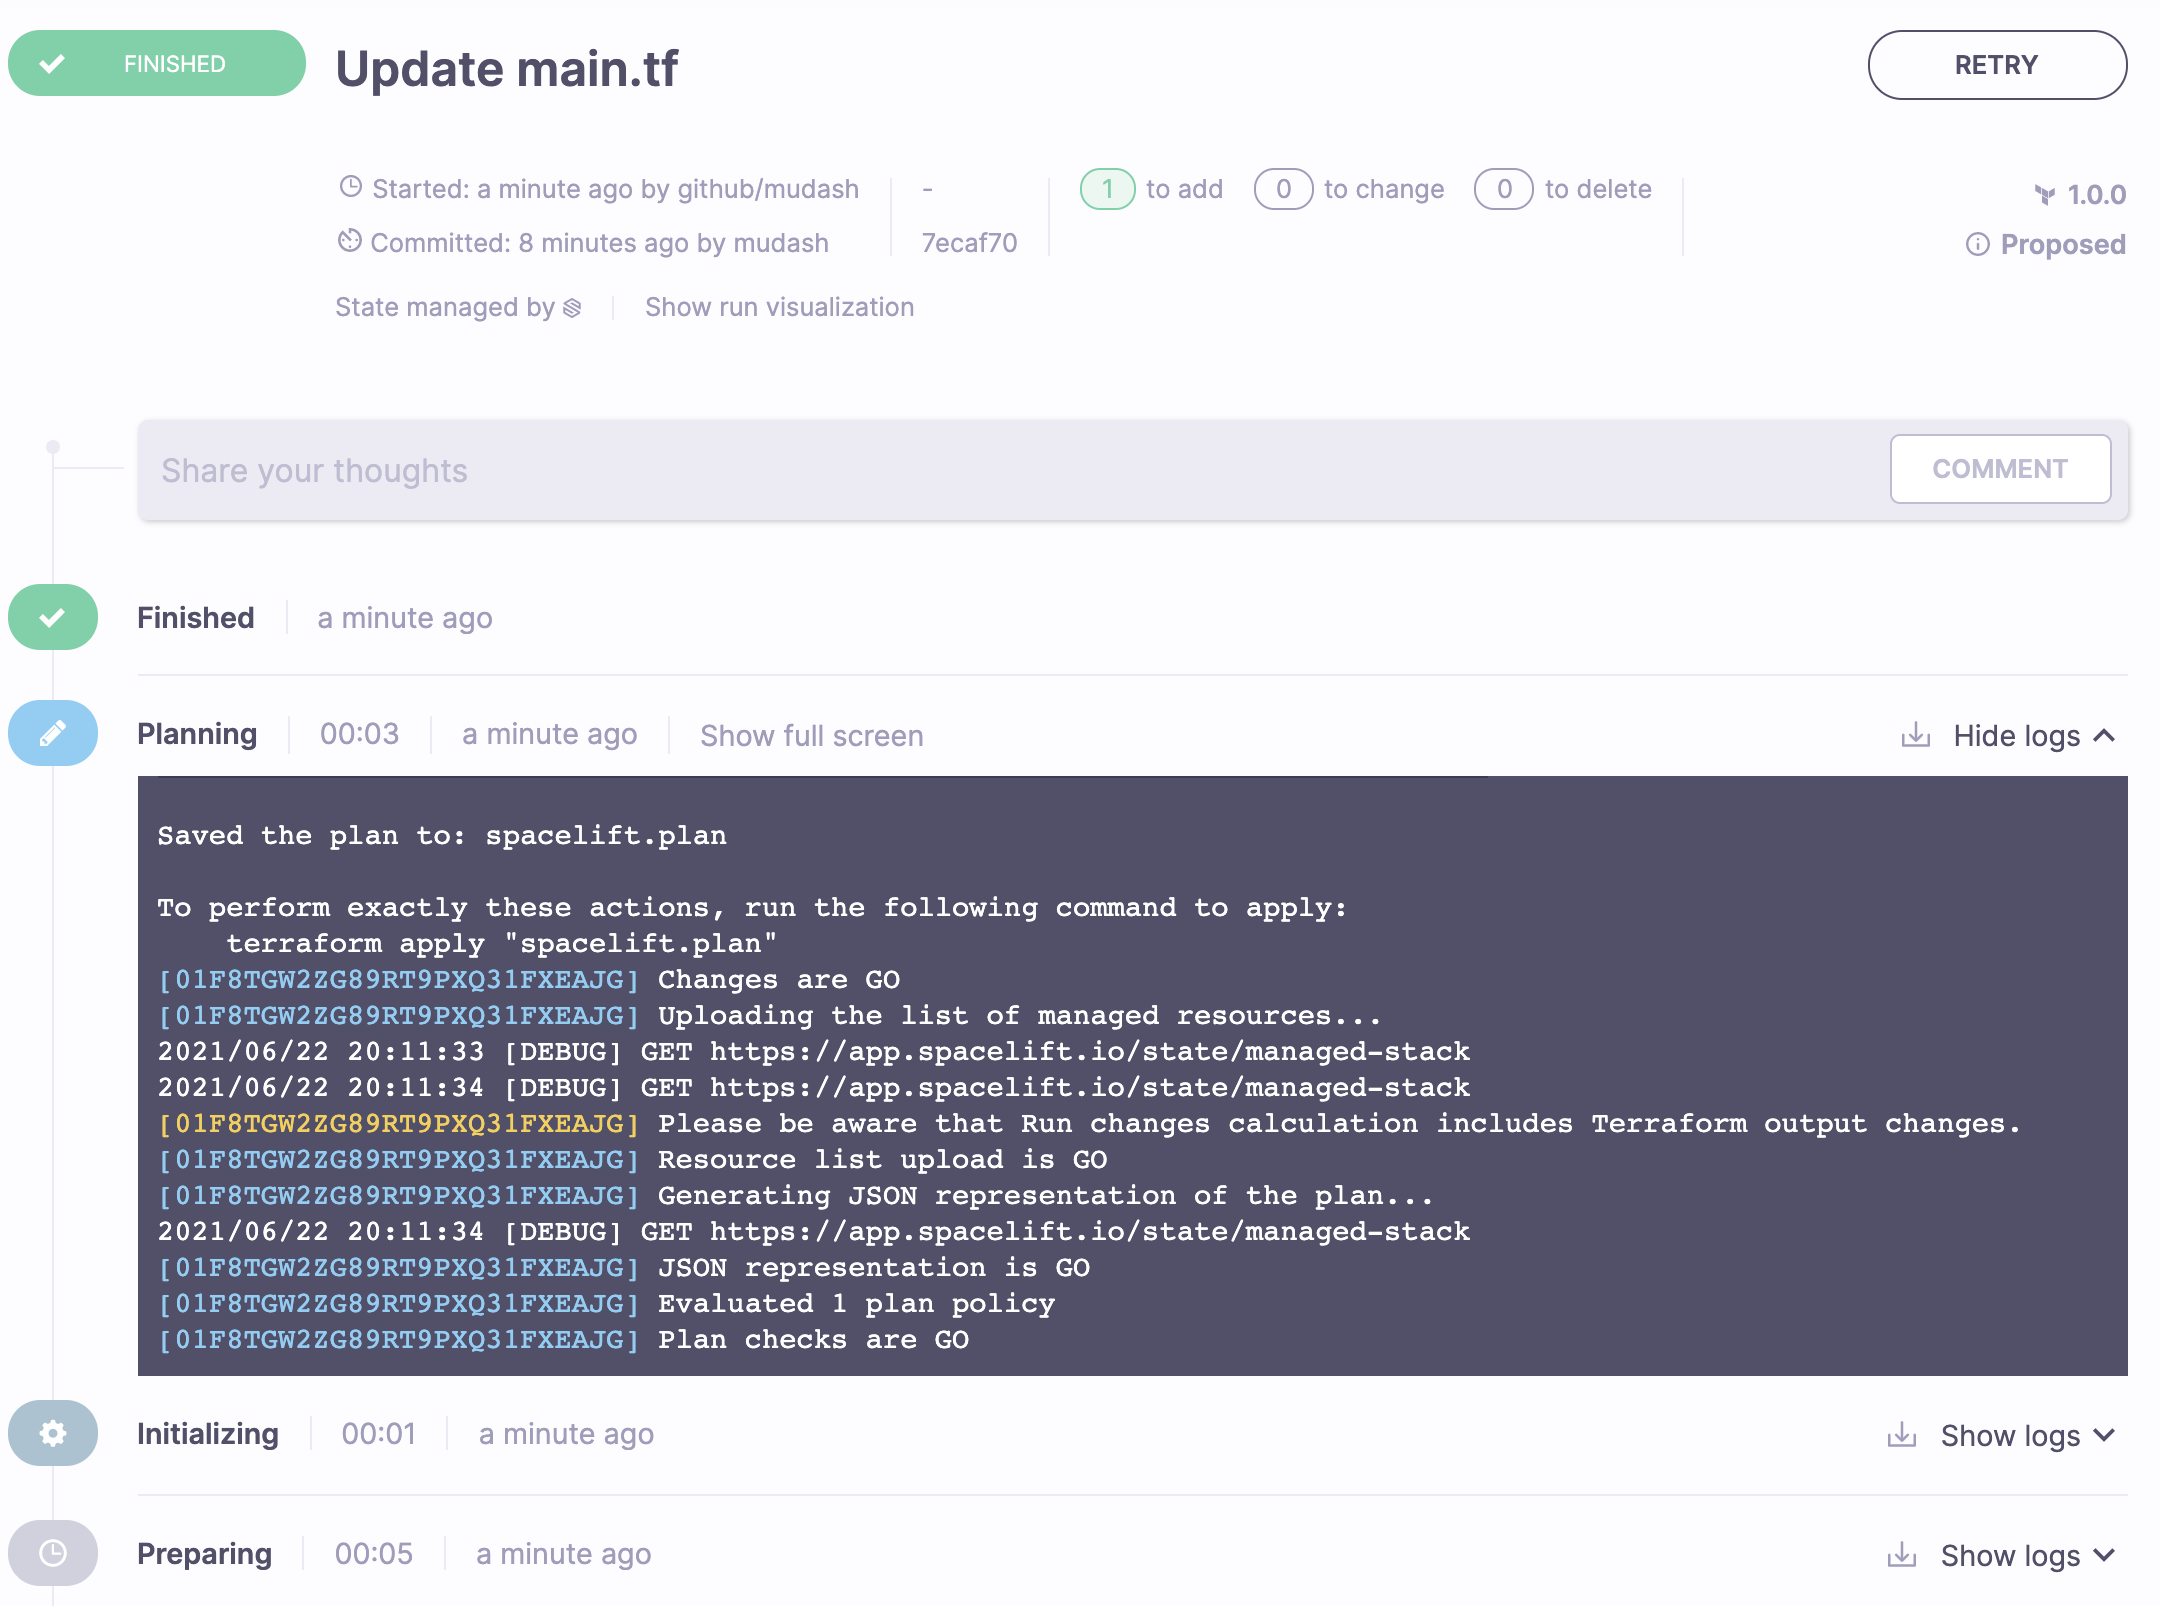 FINISHED
Update main.tf
RETRY
Started: a minute ago by github/mudash
-
1 to add 0 to change 0 to delete
1.0.0
Committed: 8 minutes ago by mudash
7ecaf70
Proposed
State managed by
Show run visualization
Share your thoughts
COMMENT
Finished a minute ago
Planning 00:03 a minute ago Show full screen Hide logs
Saved the plan to: spacelift.plan
To perform exactly these actions, run the following command to apply:
terraform apply "spacelift.plan"
[01F8TGW2ZG89RT9PXQ31FXEAJG] Changes are GO
[01F8TGW2ZG89RT9PXQ31FXEAJG] Uploading the list of managed resources...
2021/06/22 20:11:33 [DEBUG] GET https://app.spacelift.io/state/managed-stack
2021/06/22 20:11:34 [DEBUG] GET https://app.spacelift.io/state/managed-stack
[01F8TGW2ZG89RT9PXQ31FXEAJG] Please be aware that Run changes calculation includes Terraform output changes.
[01F8TGW2ZG89RT9PXQ31FXEAJG] Resource list upload is GO
[01F8TGW2ZG89RT9PXQ31FXEAJG] Generating JSON representation of the plan...
2021/06/22 20:11:34 [DEBUG] GET https://app.spacelift.io/state/managed-stack
[01F8TGW2ZG89RT9PXQ31FXEAJG] JSON representation is GO
[01F8TGW2ZG89RT9PXQ31FXEAJG] Evaluated 1 plan policy
[01F8TGW2ZG89RT9PXQ31FXEAJG] Plan checks are GO
Initializing 00:01 a minute ago Show logs
Preparing 00:05 a minute ago Show logs